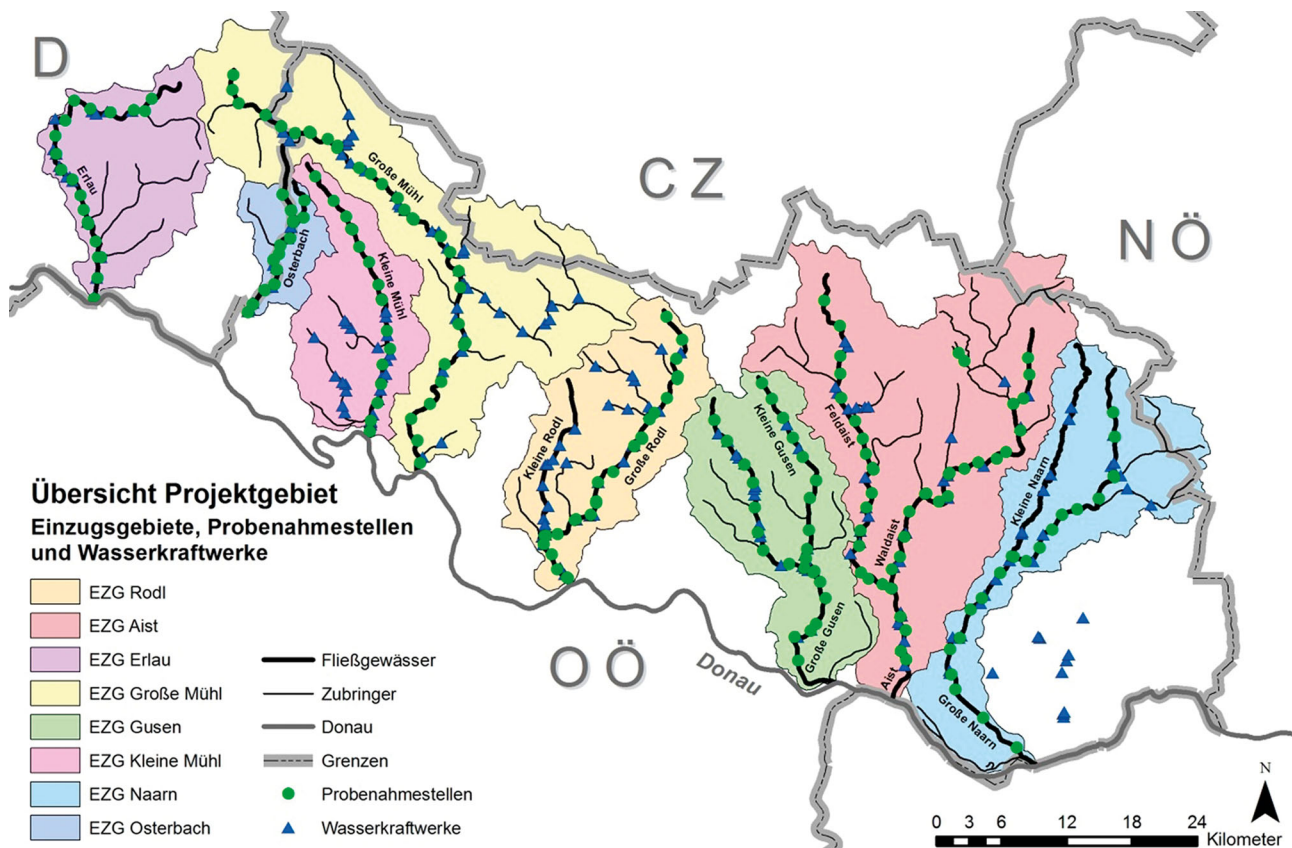 D
CZ
NÖ
Erlau
Osterbach
Große Mühl
Kleine Mühl
Kleine Rodl
Große Rodl
Kleine Gusen
Große Gusen
Feldaist
Waldaist
Aist
Kleine Naarn
Große Naarn
OÖ
Donau
Übersicht Projektgebiet
Einzugsgebiete, Probenahmestellen
und Wasserkraftwerke
EZG Rodl
EZG Aist
EZG Erlau
EZG Große Mühl
EZG Gusen
EZG Kleine Mühl
EZG Naarn
EZG Osterbach
Fließgewässer
Zubringer
Donau
Grenzen
Probenahmestellen
Wasserkraftwerke
N
0 3 6 12 18 24
Kilometer